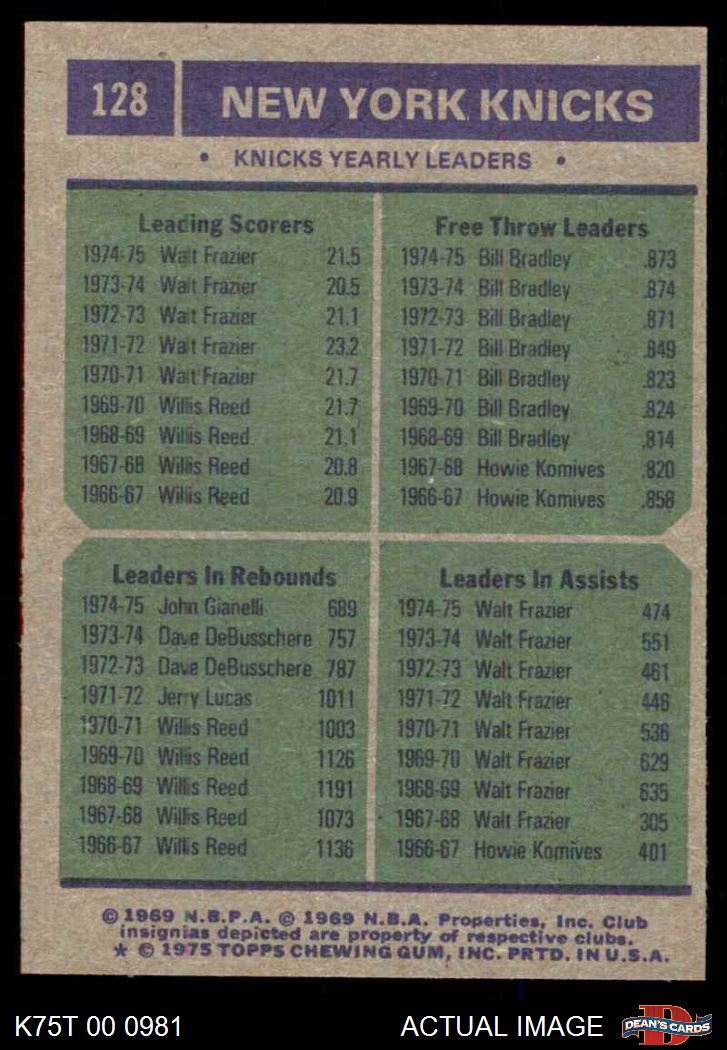 128 NEW YORK KNICKS
• KNICKS YEARLY LEADERS •
Leading Scorers
1974-75 Walt Frazier 21.5
1973-74 Walt Frazier 20.5
1972-73 Walt Frazier 21.1
1971-72 Walt Frazier 23.2
1970-71 Walt Frazier 21.7
1969-70 Willis Reed 21.7
1968-69 Willis Reed 21.1
1967-68 Willis Reed 20.8
1966-67 Willis Reed 20.9
Free Throw Leaders
1974-75 Bill Bradley .873
1973-74 Bill Bradley .874
1972-73 Bill Bradley .871
1971-72 Bill Bradley .849
1970-71 Bill Bradley .823
1969-70 Bill Bradley .824
1968-69 Bill Bradley .814
1967-68 Howie Komives .820
1966-67 Howie Komives .858
Leaders In Rebounds
1974-75 John Gianelli 689
1973-74 Dave DeBusschere 757
1972-73 Dave DeBusschere 787
1971-72 Jerry Lucas 1011
1970-71 Willis Reed 1003
1969-70 Willis Reed 1126
1968-69 Willis Reed 1191
1967-68 Willis Reed 1073
1966-67 Willis Reed 1136
Leaders In Assists
1974-75 Walt Frazier 474
1973-74 Walt Frazier 551
1972-73 Walt Frazier 461
1971-72 Walt Frazier 446
1970-71 Walt Frazier 536
1969-70 Walt Frazier 629
1968-69 Walt Frazier 635
1967-68 Walt Frazier 305
1966-67 Howie Komives 401
© 1969 N.B.P.A. © 1969 N.B.A. Properties, Inc. Club
insignias depicted are property of respective clubs.
* © 1975 TOPPS CHEWING GUM, INC. PRTD. IN U.S.A.
K75T 00 0981 ACTUAL IMAGE D DEAN'S CARDS